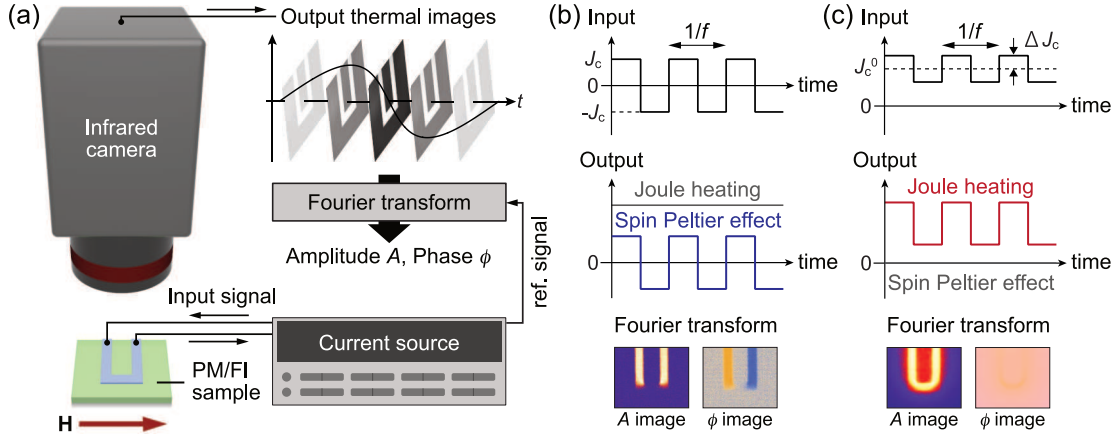 (a)
Output thermal images
t
Infrared
camera
Fourier transform
Amplitude A, Phase ϕ
ref. signal
Input signal
Current source
PM/FI
sample
H
(b)
Input
1/f
Jc
0
-Jc
time
Output
Joule heating
Spin Peltier effect
0
time
Fourier transform
A image
ϕ image
(c)
Input
1/f
Δ Jc
Jc⁰
0
time
Output
Joule heating
0
time
Spin Peltier effect
Fourier transform
A image
ϕ image